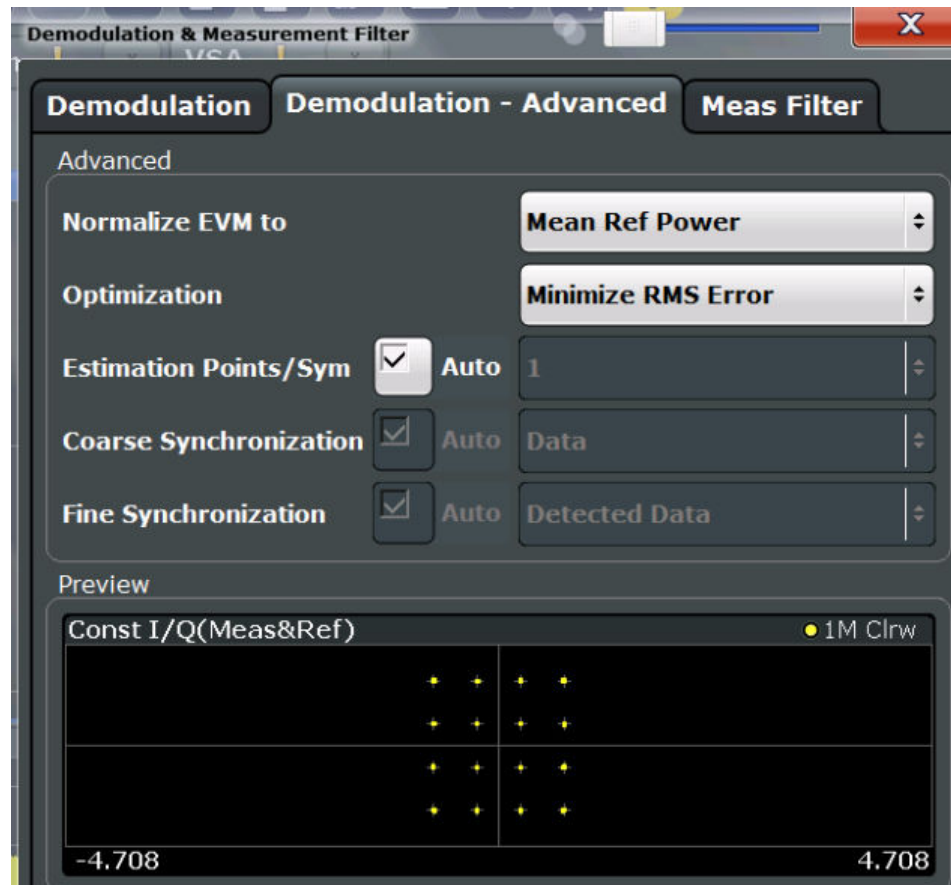 Demodulation & Measurement Filter
VSA
Demodulation
Demodulation - Advanced
Meas Filter
Advanced
Normalize EVM to
Mean Ref Power
Optimization
Minimize RMS Error
Estimation Points/Sym
Auto
1
Coarse Synchronization
Auto
Data
Fine Synchronization
Auto
Detected Data
Preview
Const I/Q(Meas&Ref)
1M Clrw
-4.708
4.708